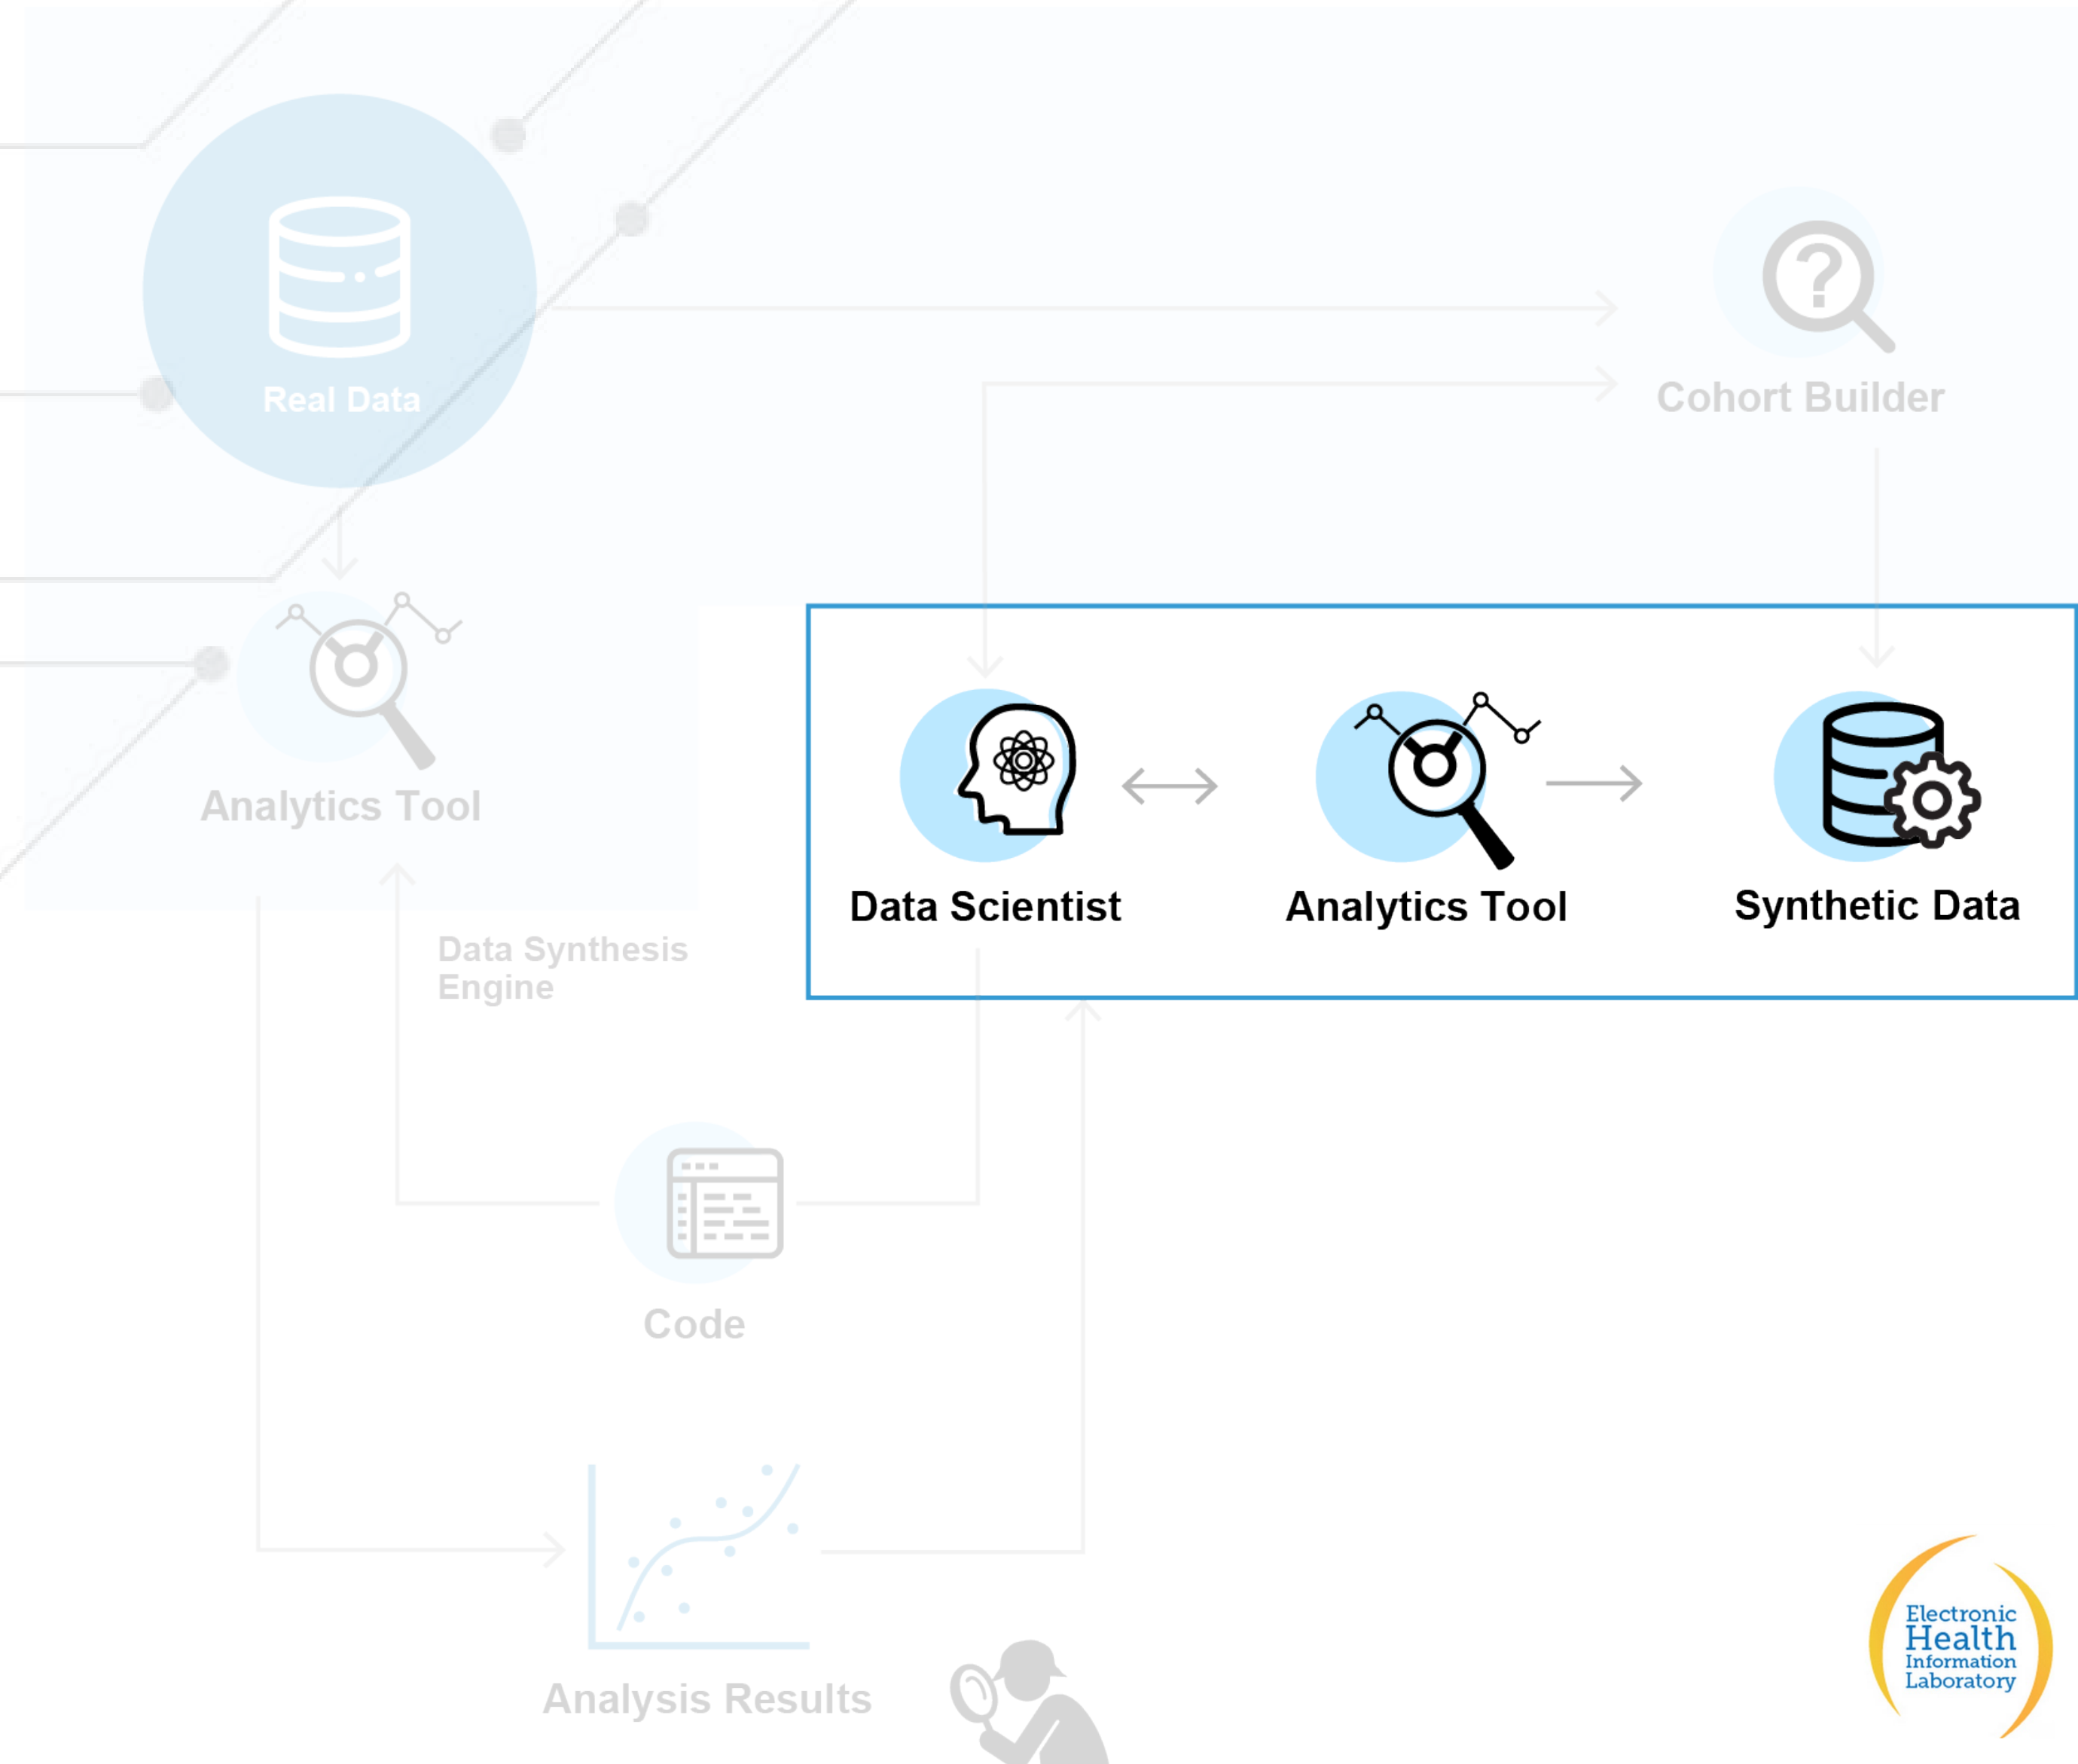 Real Data
Cohort Builder
Analytics Tool
Data Scientist
Analytics Tool
Synthetic Data
Data Synthesis
Engine
Code
Analysis Results
Electronic
Health
Information
Laboratory